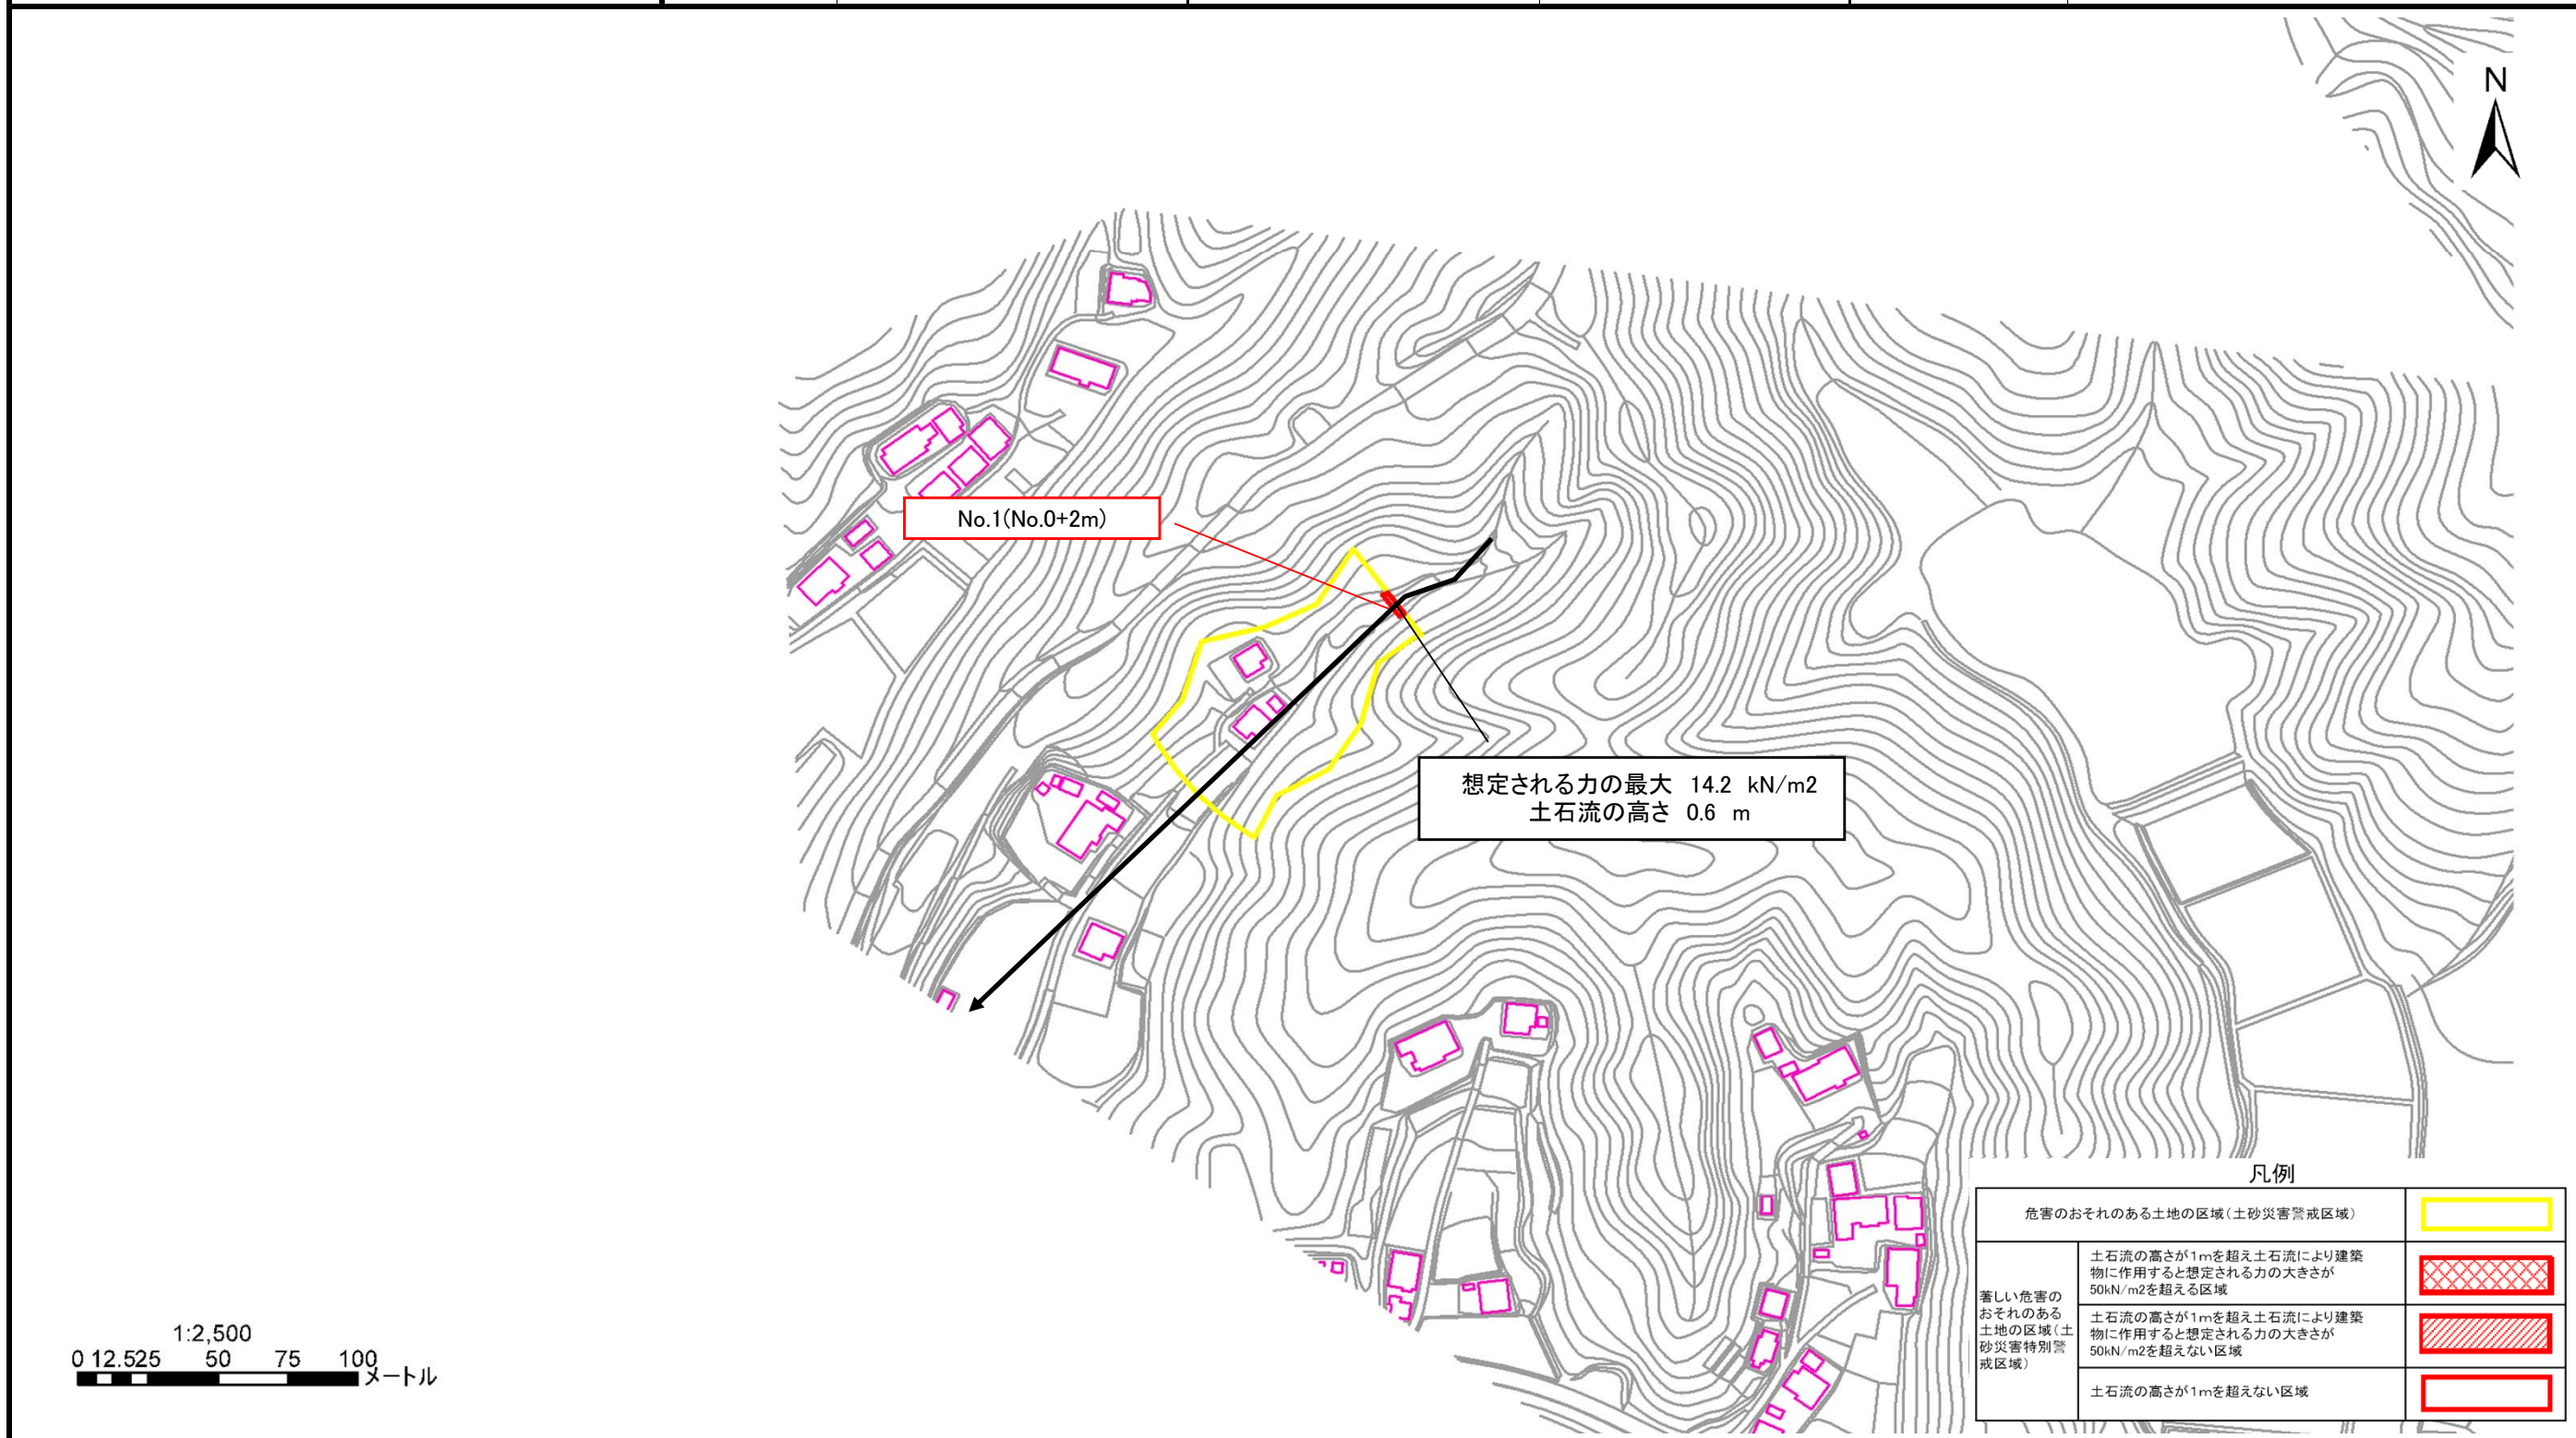 N
No.1(No.0+2m)
想定される力の最大 14.2 kN/m2
土石流の高さ 0.6 m
凡例
危害のおそれのある土地の区域(土砂災害警戒区域)
著しい危害の
おそれのある
土地の区域(土
砂災害特別警
戒区域)
土石流の高さが1mを超え土石流により建築
物に作用すると想定される力の大きさが
50kN/m2を超える区域
土石流の高さが1mを超え土石流により建築
物に作用すると想定される力の大きさが
50kN/m2を超えない区域
土石流の高さが1mを超えない区域
1:2,500
0 12.525 50 75 100
メートル